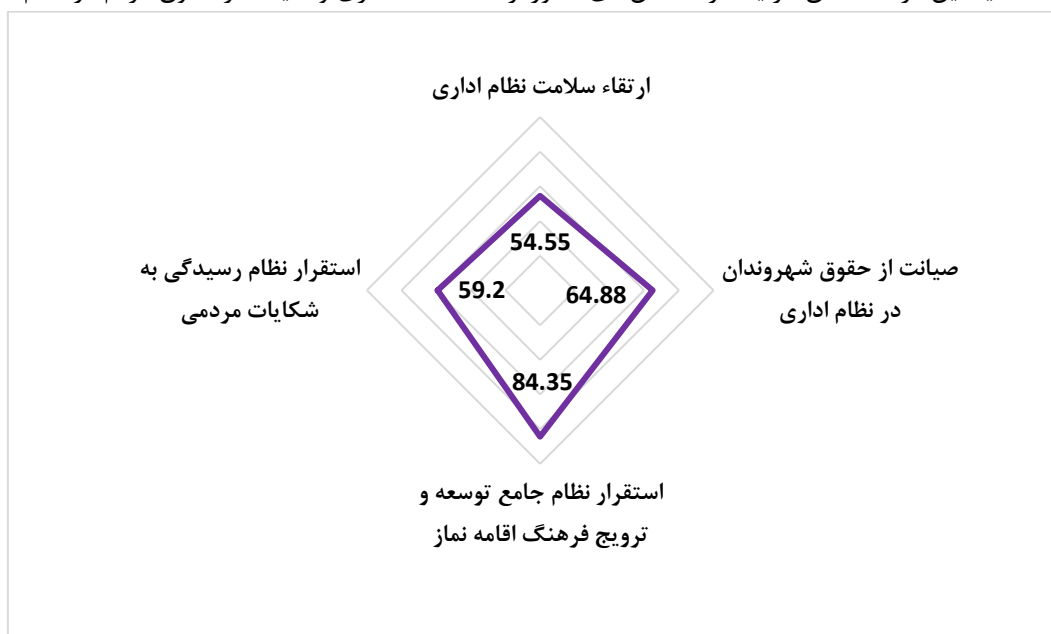 ارتقاء سلامت نظام اداری
54.55
صیانت از حقوق شهروندان
در نظام اداری
64.88
استقرار نظام رسیدگی به
شکایات مردمی
59.2
84.35
استقرار نظام جامع توسعه و
ترویج فرهنگ اقامه نماز